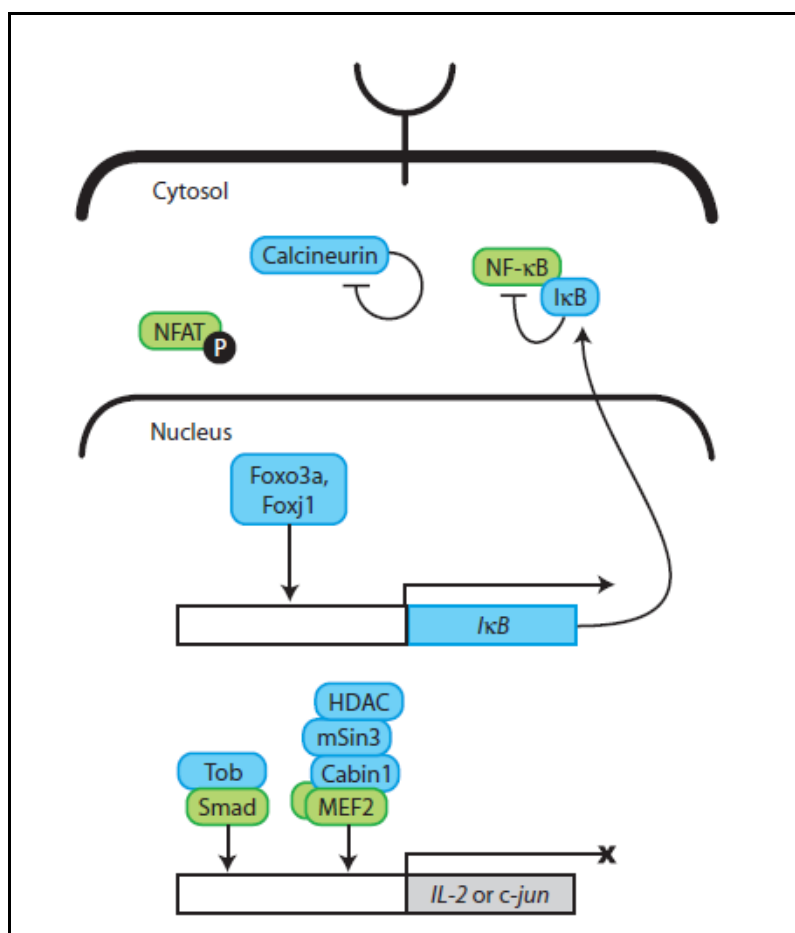 Cytosol
Calcineurin
NF-κB
IκB
NFAT
P
Nucleus
Foxo3a,
Foxj1
IκB
HDAC
mSin3
Tob
Cabin1
Smad
MEF2
IL-2 or c-jun